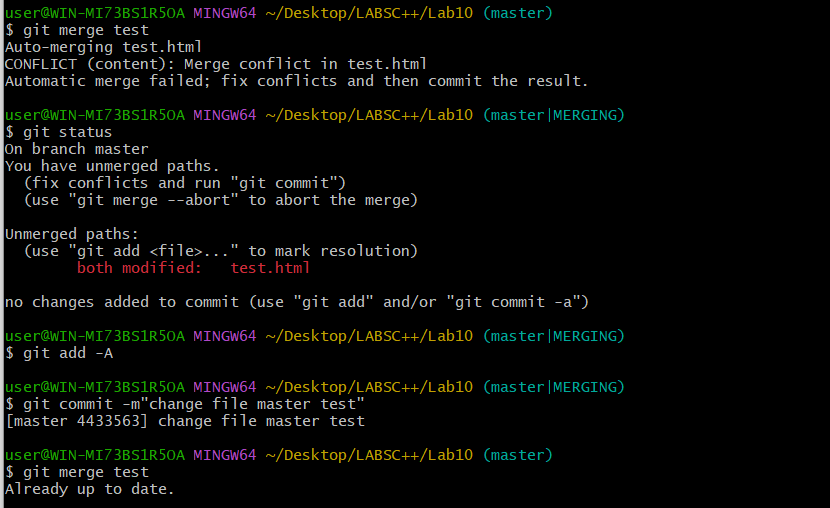 user@WIN-MI73BS1R5OA MINGW64 ~/Desktop/LABSC++/Lab10 (master)
$ git merge test
Auto-merging test.html
CONFLICT (content): Merge conflict in test.html
Automatic merge failed; fix conflicts and then commit the result.
user@WIN-MI73BS1R5OA MINGW64 ~/Desktop/LABSC++/Lab10 (master|MERGING)
$ git status
On branch master
You have unmerged paths.
  (fix conflicts and run "git commit")
  (use "git merge --abort" to abort the merge)
Unmerged paths:
  (use "git add <file>..." to mark resolution)
        both modified:   test.html
no changes added to commit (use "git add" and/or "git commit -a")
user@WIN-MI73BS1R5OA MINGW64 ~/Desktop/LABSC++/Lab10 (master|MERGING)
$ git add -A
user@WIN-MI73BS1R5OA MINGW64 ~/Desktop/LABSC++/Lab10 (master|MERGING)
$ git commit -m"change file master test"
[master 4433563] change file master test
user@WIN-MI73BS1R5OA MINGW64 ~/Desktop/LABSC++/Lab10 (master)
$ git merge test
Already up to date.